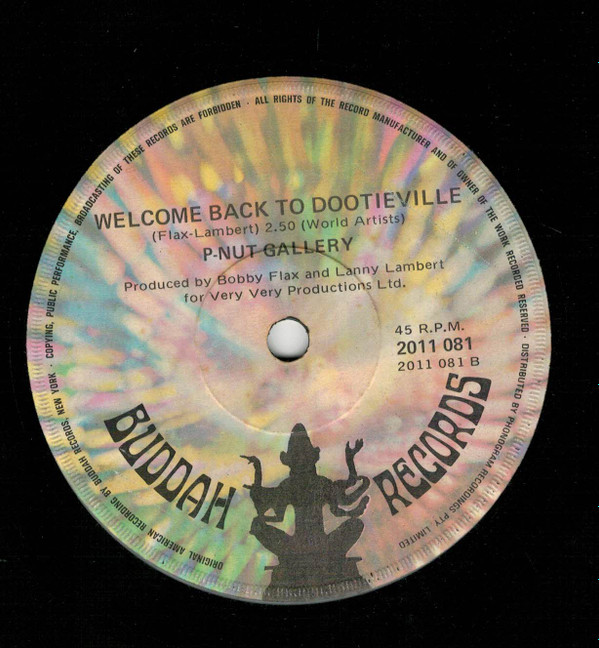 WELCOME BACK TO DOOTIEVILLE
(Flax-Lambert) 2.50 (World Artists)
P-NUT GALLERY
Produced by Bobby Flax and Lanny Lambert
for Very Very Productions Ltd.
45 R.P.M.
2011 081
2011 081 B
BUDDAH RECORDS
ORIGINAL AMERICAN RECORDING BY BUDDAH RECORDS, NEW YORK · COPYING, PUBLIC PERFORMANCE, BROADCASTING OF THESE RECORDS ARE FORBIDDEN · ALL RIGHTS OF THE RECORD MANUFACTURER AND OF OWNER OF THE WORK RECORDED RESERVED · DISTRIBUTED BY PHONOGRAM RECORDINGS PTY. LIMITED